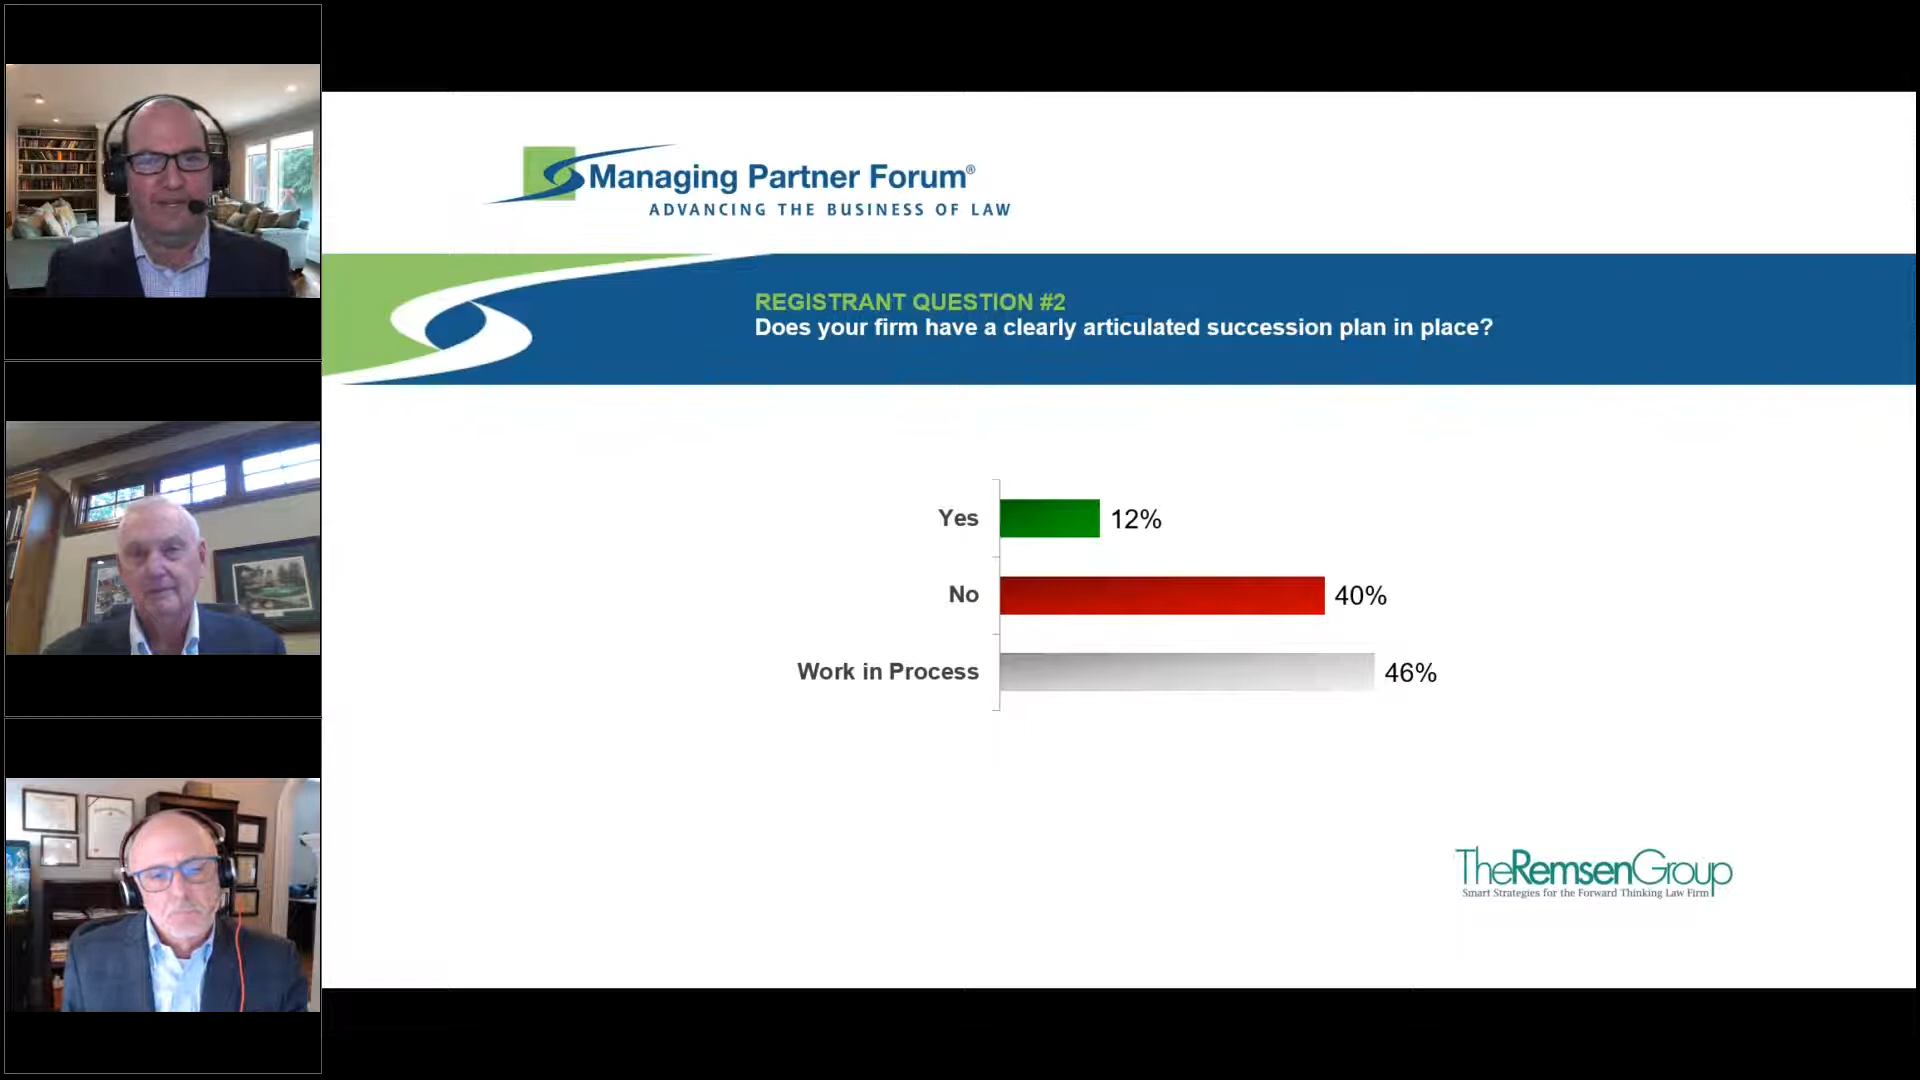 Managing Partner Forum®
ADVANCING THE BUSINESS OF LAW
REGISTRANT QUESTION #2
Does your firm have a clearly articulated succession plan in place?
Yes 12%
No 40%
Work in Process 46%
TheRemsenGroup
Smart Strategies for the Forward Thinking Law Firm